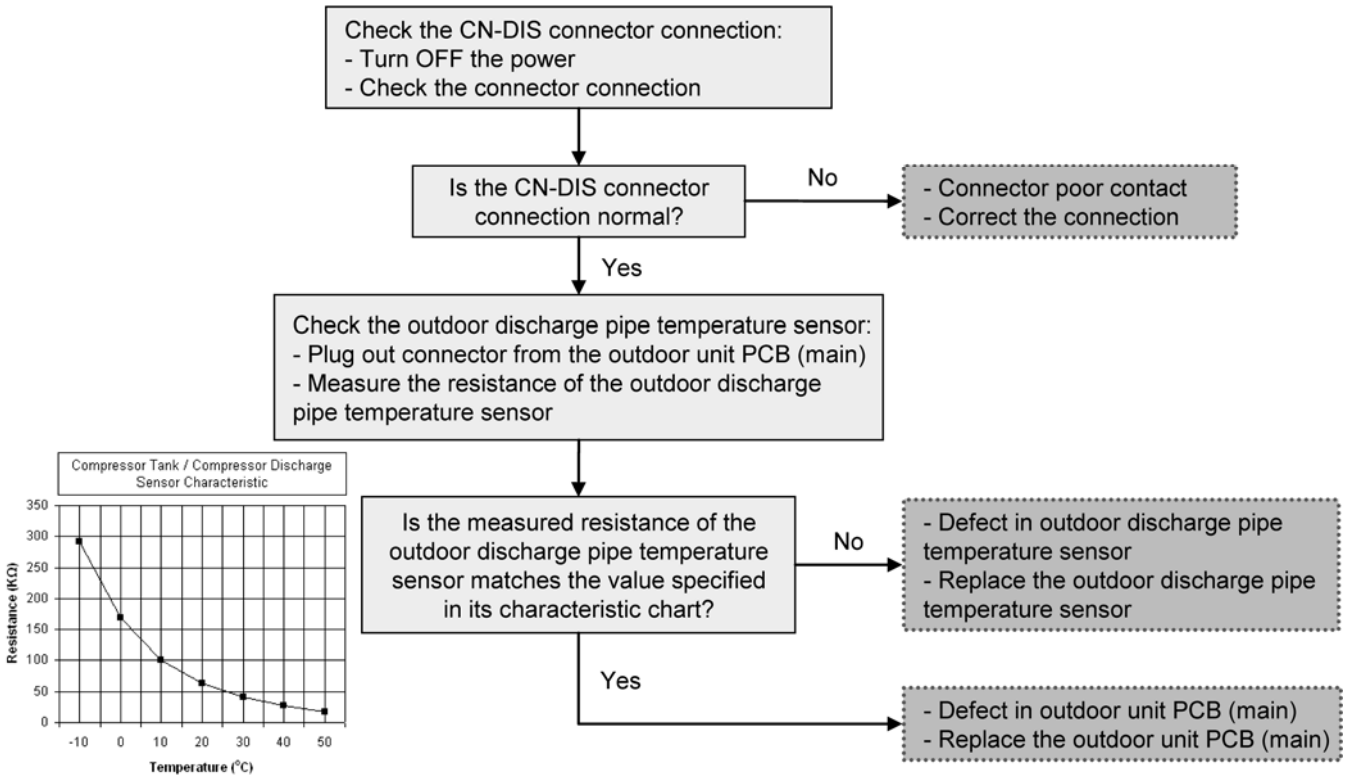 Check the CN-DIS connector connection:
- Turn OFF the power
- Check the connector connection
Is the CN-DIS connector
connection normal?
No
- Connector poor contact
- Correct the connection
Yes
Check the outdoor discharge pipe temperature sensor:
- Plug out connector from the outdoor unit PCB (main)
- Measure the resistance of the outdoor discharge
pipe temperature sensor
Compressor Tank / Compressor Discharge
Sensor Characteristic
350
300
250
200
150
100
50
0
Resistance (KΩ)
-10 0 10 20 30 40 50
Temperature (°C)
Is the measured resistance of the
outdoor discharge pipe temperature
sensor matches the value specified
in its characteristic chart?
No
- Defect in outdoor discharge pipe
temperature sensor
- Replace the outdoor discharge pipe
temperature sensor
Yes
- Defect in outdoor unit PCB (main)
- Replace the outdoor unit PCB (main)